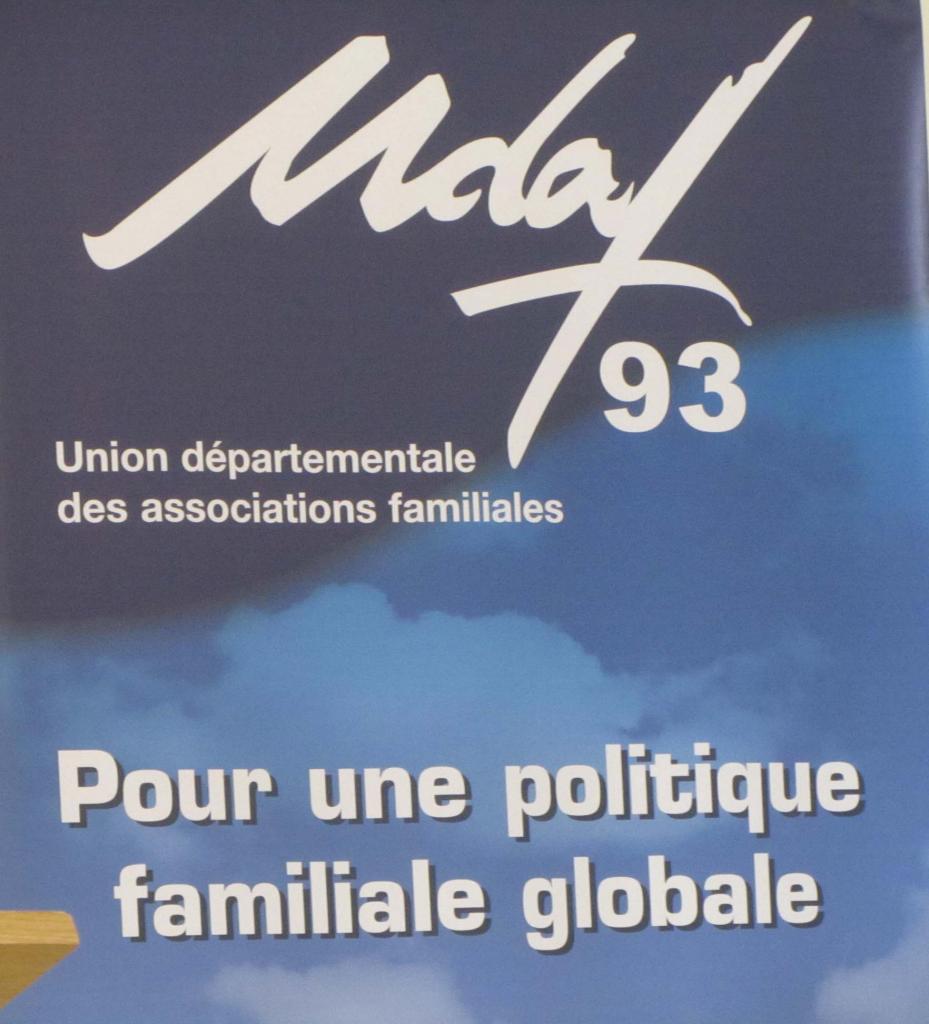 Udaf
93
Union départementale
des associations familiales
Pour une politique
familiale globale